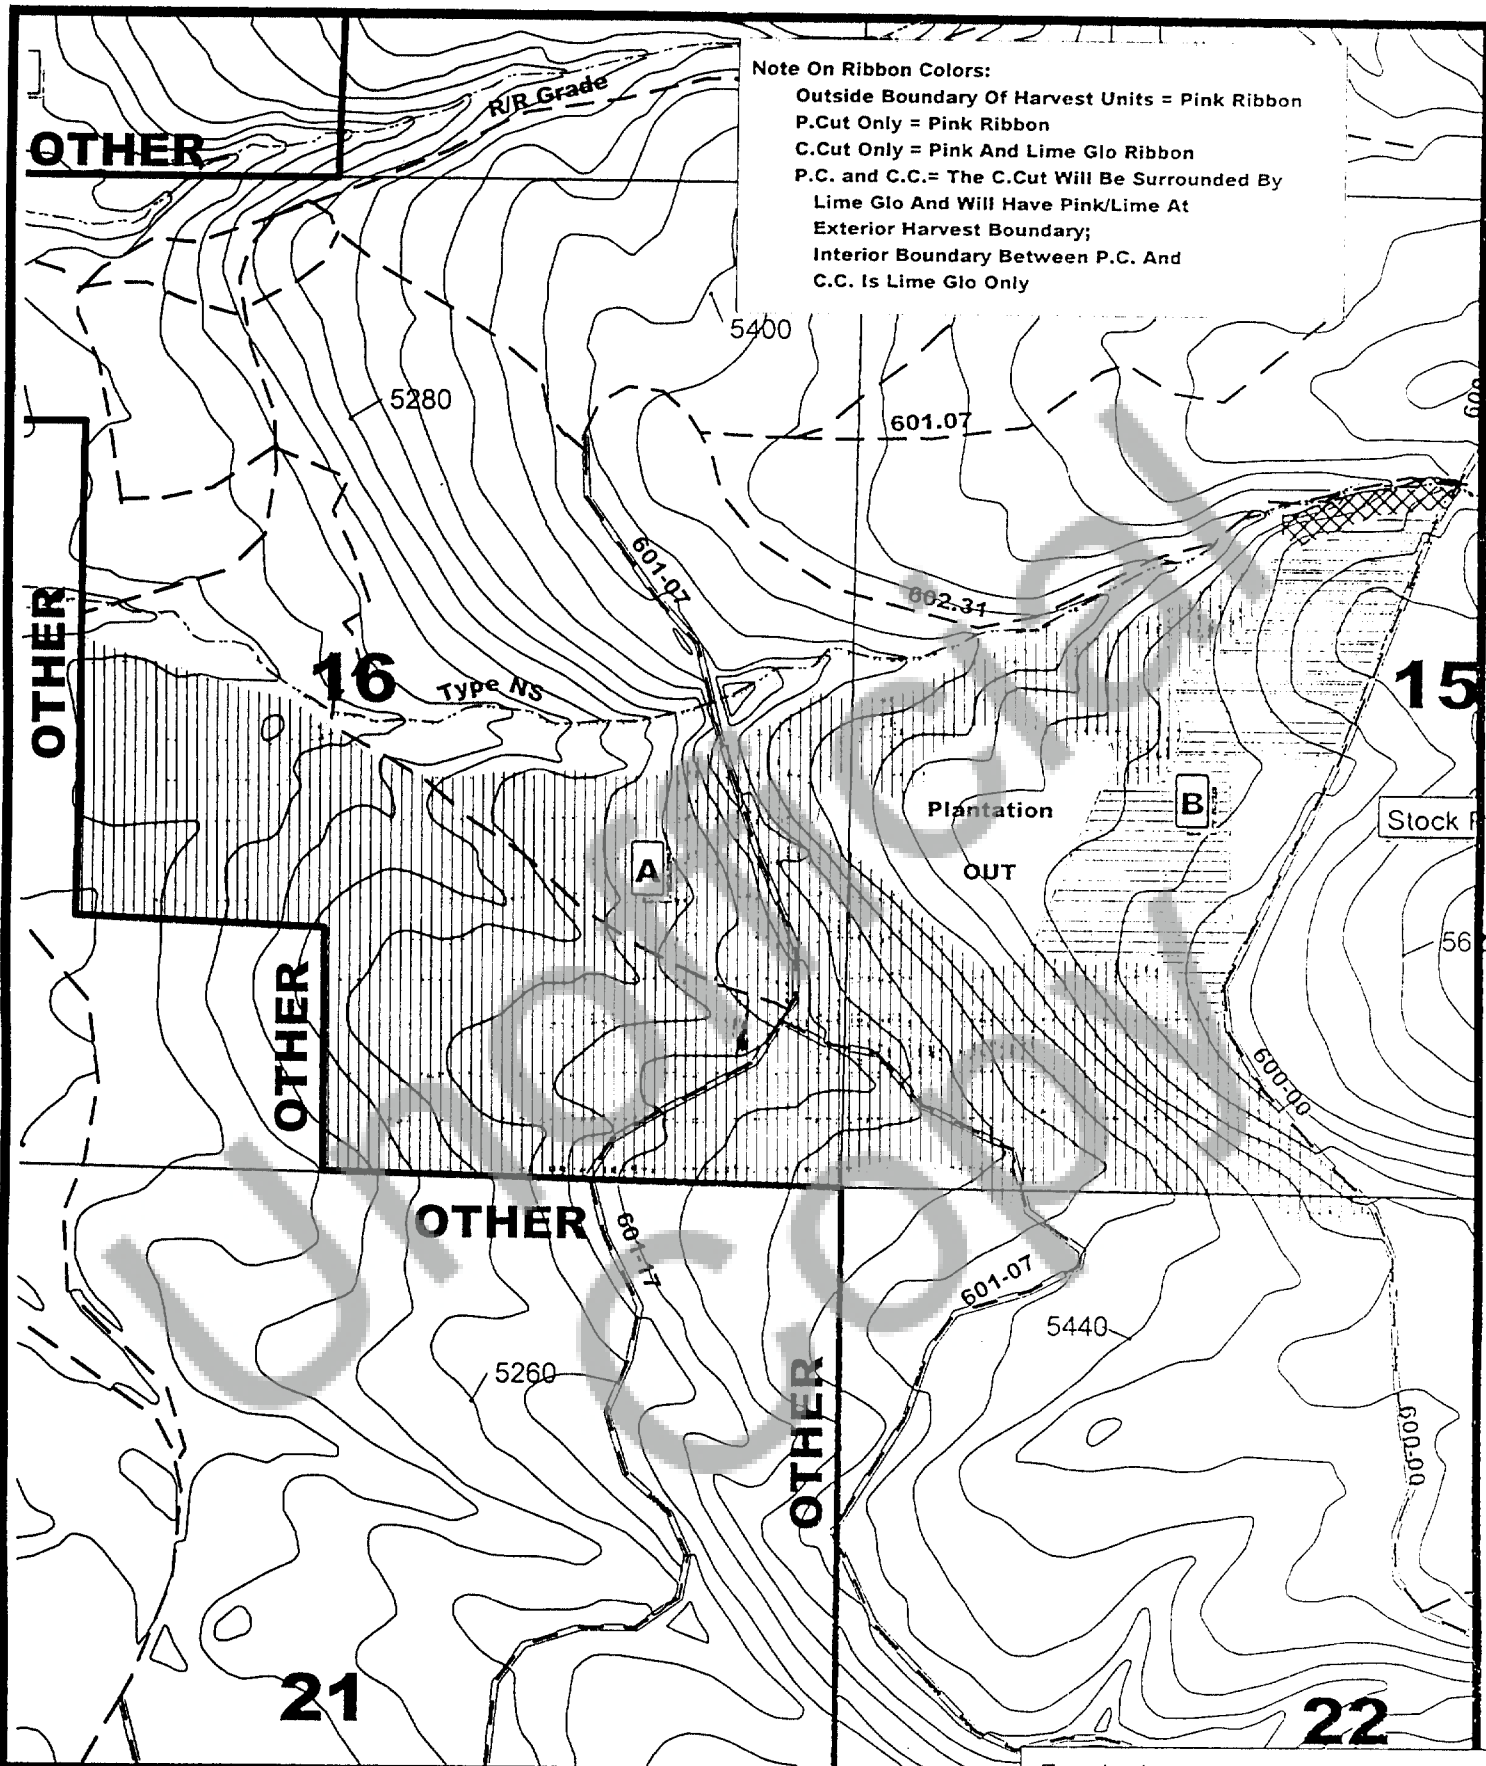 Note On Ribbon Colors:
Outside Boundary Of Harvest Units = Pink Ribbon
P.Cut Only = Pink Ribbon
C.Cut Only = Pink And Lime Glo Ribbon
P.C. and C.C.= The C.Cut Will Be Surrounded By
Lime Glo And Will Have Pink/Lime At
Exterior Harvest Boundary;
Interior Boundary Between P.C. And
C.C. Is Lime Glo Only
R/R Grade
OTHER
5400
5280
601.07
601-07
602.31
OTHER
16
Type NS
15
Plantation
B
Stock
A
OUT
OTHER
600-00
OTHER
601-17
601-07
5440
5260
OTHER
600-00
21
22
Unofficial
Copy